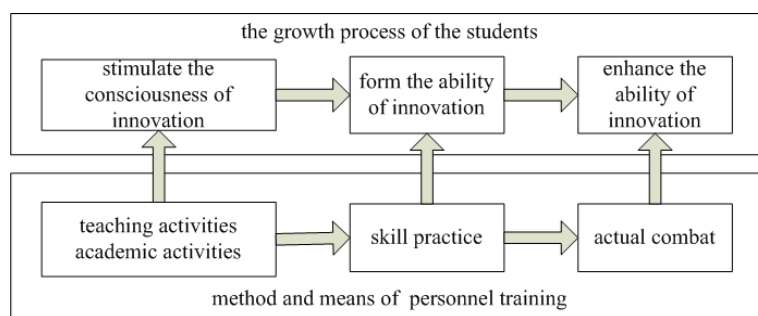 the growth process of the students
stimulate the
consciousness of
innovation
form the ability
of innovation
enhance the
ability of
innovation
teaching activities
academic activities
skill practice
actual combat
method and means of personnel training